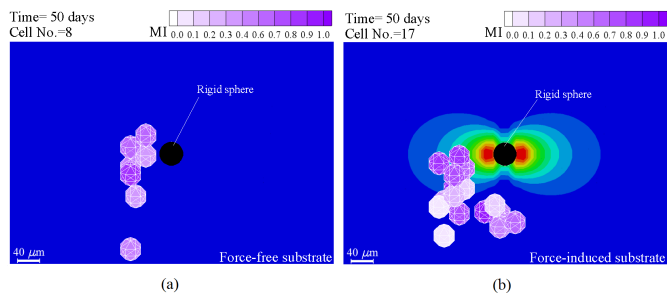 Time= 50 days
Cell No.=8
MI
0.0 0.1 0.2 0.3 0.4 0.6 0.7 0.8 0.9 1.0
Rigid sphere
40 μm
Force-free substrate
(a)
Time= 50 days
Cell No.=17
MI
0.0 0.1 0.2 0.3 0.4 0.6 0.7 0.8 0.9 1.0
Rigid sphere
40 μm
Force-induced substrate
(b)